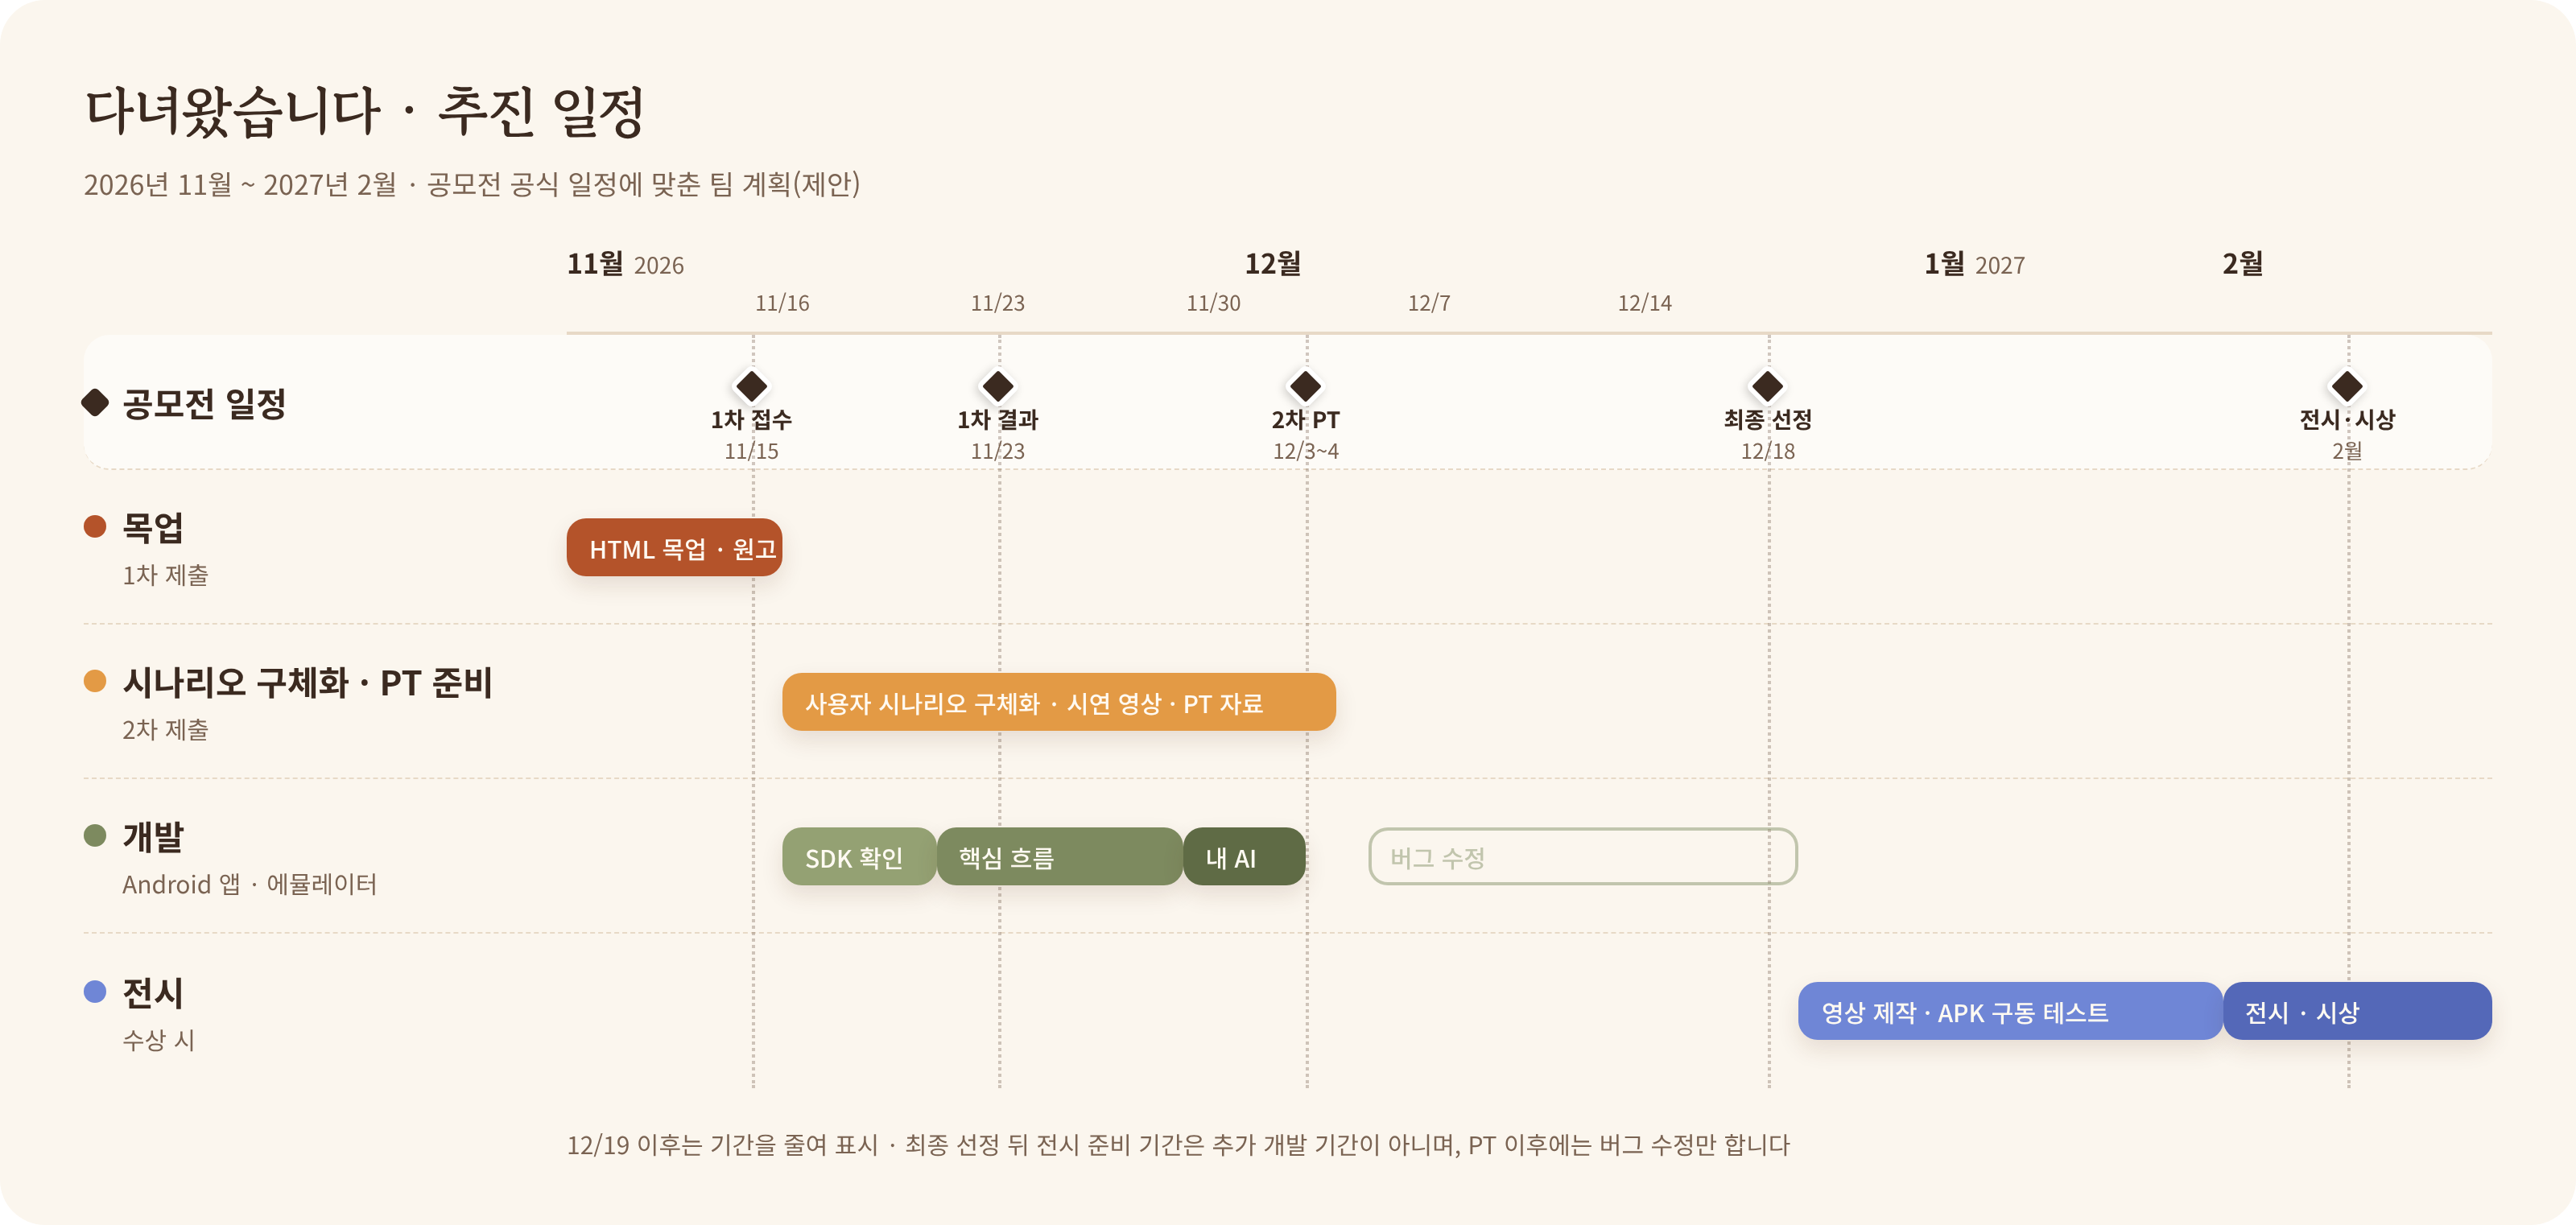 다녀왔습니다 · 추진 일정
2026년 11월 ~ 2027년 2월 · 공모전 공식 일정에 맞춘 팀 계획(제안)
11월 2026 12월 1월 2027 2월
11/16 11/23 11/30 12/7 12/14
공모전 일정
1차 접수 1차 결과 2차 PT 최종 선정 전시·시상
11/15 11/23 12/3~4 12/18 2월
목업
1차 제출
HTML 목업 · 원고
시나리오 구체화 · PT 준비
2차 제출
사용자 시나리오 구체화 · 시연 영상 · PT 자료
개발
Android 앱 · 에뮬레이터
SDK 확인 핵심 흐름 내 AI 버그 수정
전시
수상 시
영상 제작 · APK 구동 테스트 전시 · 시상
12/19 이후는 기간을 줄여 표시 · 최종 선정 뒤 전시 준비 기간은 추가 개발 기간이 아니며, PT 이후에는 버그 수정만 합니다